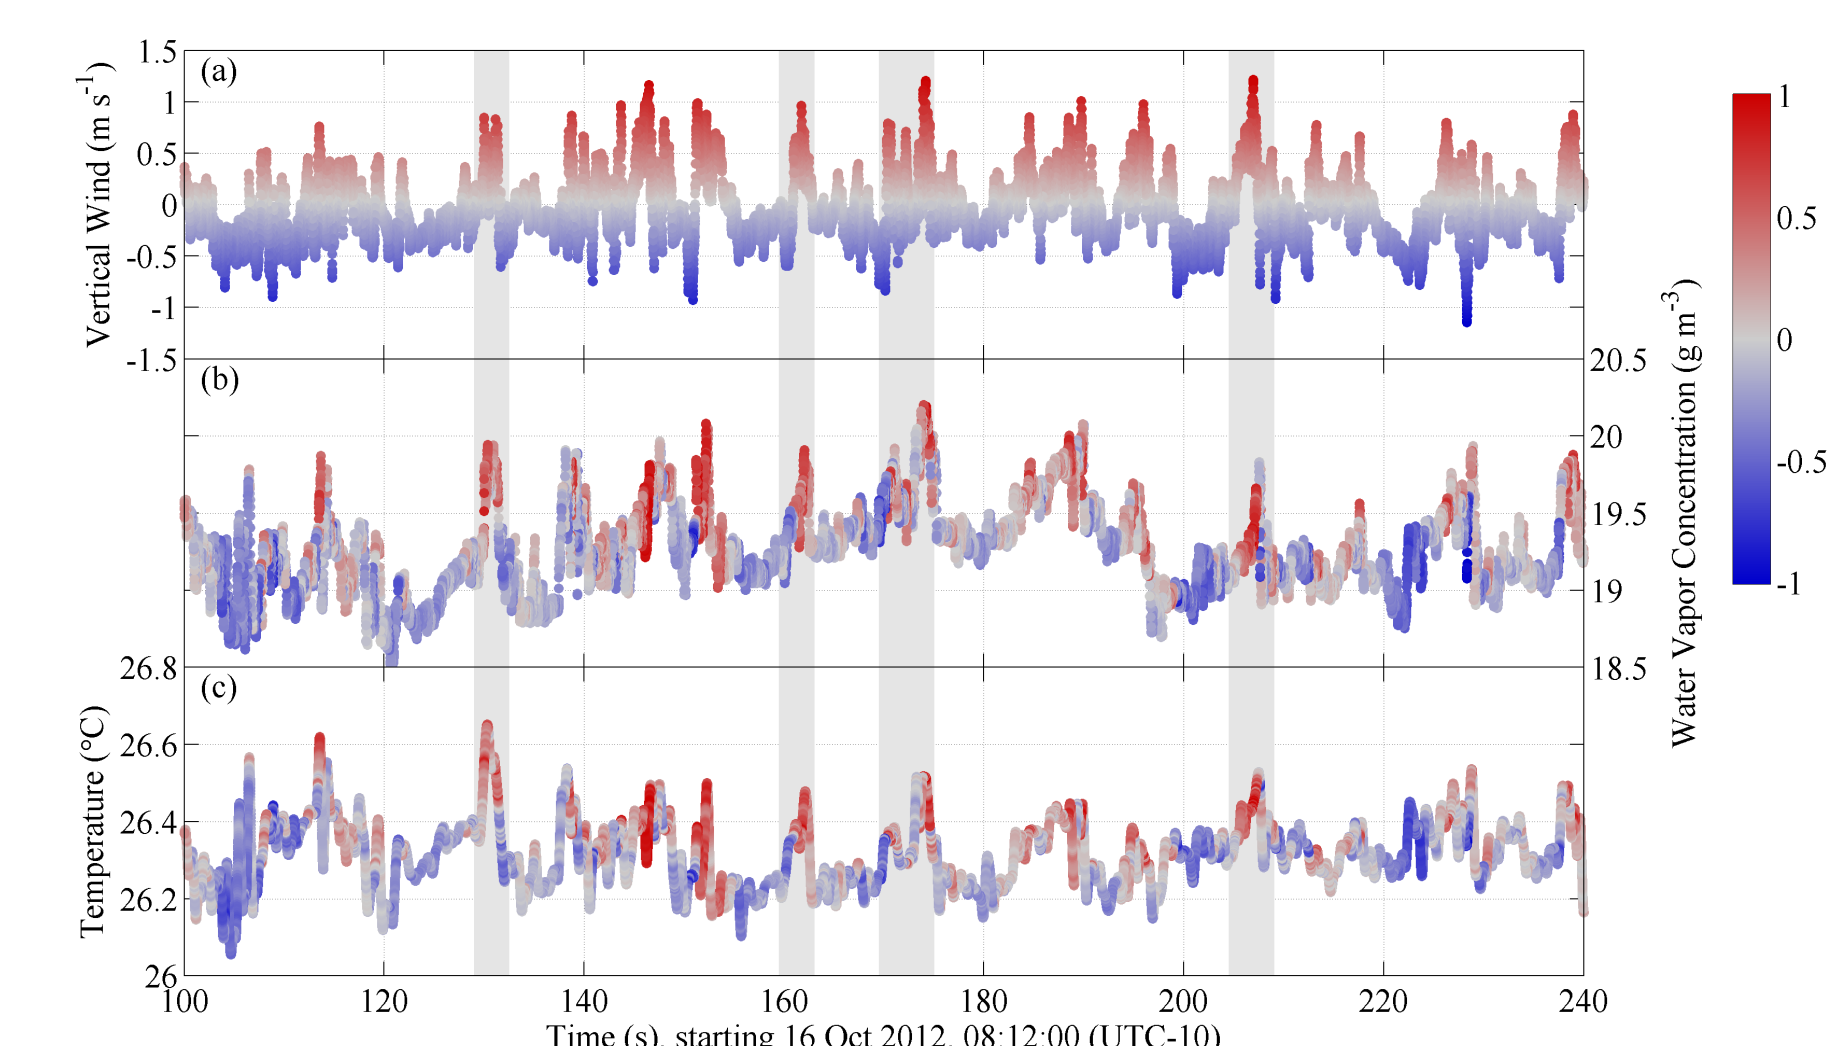 (a)
1.5
1
0.5
0
-0.5
-1
-1.5
Vertical Wind (m s-1)
(b)
20.5
20
19.5
19
18.5
Water Vapor Concentration (g m-3)
(c)
26.8
26.6
26.4
26.2
26
Temperature (°C)
100 120 140 160 180 200 220 240
Time (s), starting 16 Oct 2012, 08:12:00 (UTC-10)
1
0.5
0
-0.5
-1